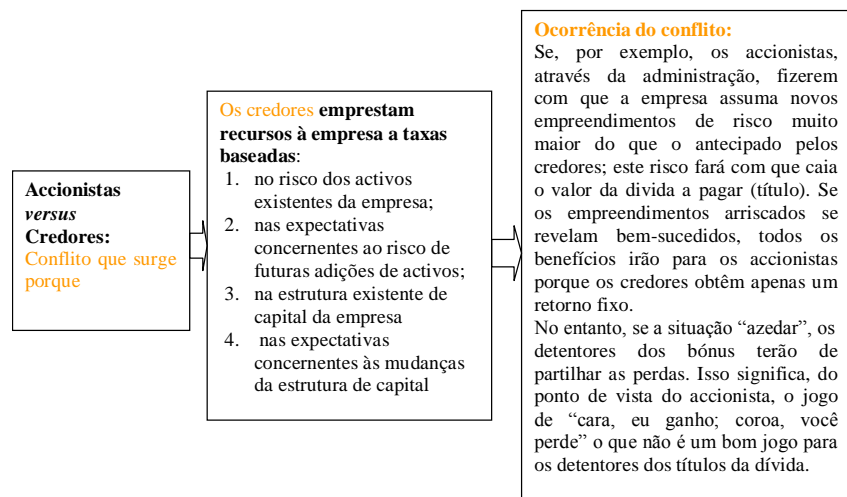 Accionistas
versus
Credores:
Conflito que surge
porque
Os credores emprestam
recursos à empresa a taxas
baseadas:
1. no risco dos activos
existentes da empresa;
2. nas expectativas
concernentes ao risco de
futuras adições de activos;
3. na estrutura existente de
capital da empresa
4. nas expectativas
concernentes às mudanças
da estrutura de capital
Ocorrência do conflito:
Se, por exemplo, os accionistas,
através da administração, fizerem
com que a empresa assuma novos
empreendimentos de risco muito
maior do que o antecipado pelos
credores; este risco fará com que caia
o valor da divida a pagar (título). Se
os empreendimentos arriscados se
revelam bem-sucedidos, todos os
benefícios irão para os accionistas
porque os credores obtêm apenas um
retorno fixo.
No entanto, se a situação “azedar”, os
detentores dos bónus terão de
partilhar as perdas. Isso significa, do
ponto de vista do accionista, o jogo
de “cara, eu ganho; coroa, você
perde” o que não é um bom jogo para
os detentores dos títulos da dívida.